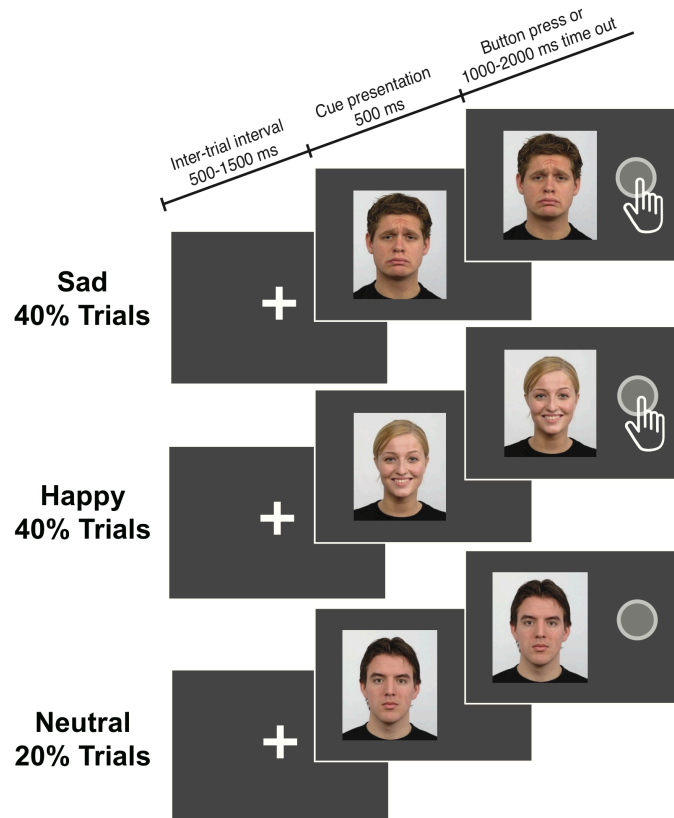 Button press or
1000-2000 ms time out
Cue presentation
500 ms
Inter-trial interval
500-1500 ms
Sad
40% Trials
Happy
40% Trials
Neutral
20% Trials